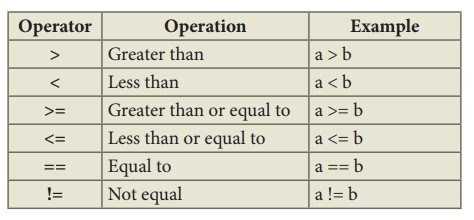 Operator Operation Example
> Greater than a > b
< Less than a < b
>= Greater than or equal to a >= b
<= Less than or equal to a <= b
== Equal to a == b
!= Not equal a != b